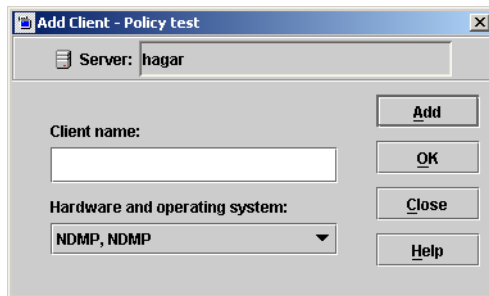 Add Client - Policy test
Server: hagar
Add
Client name:
OK
Hardware and operating system:
Close
NDMP, NDMP
Help